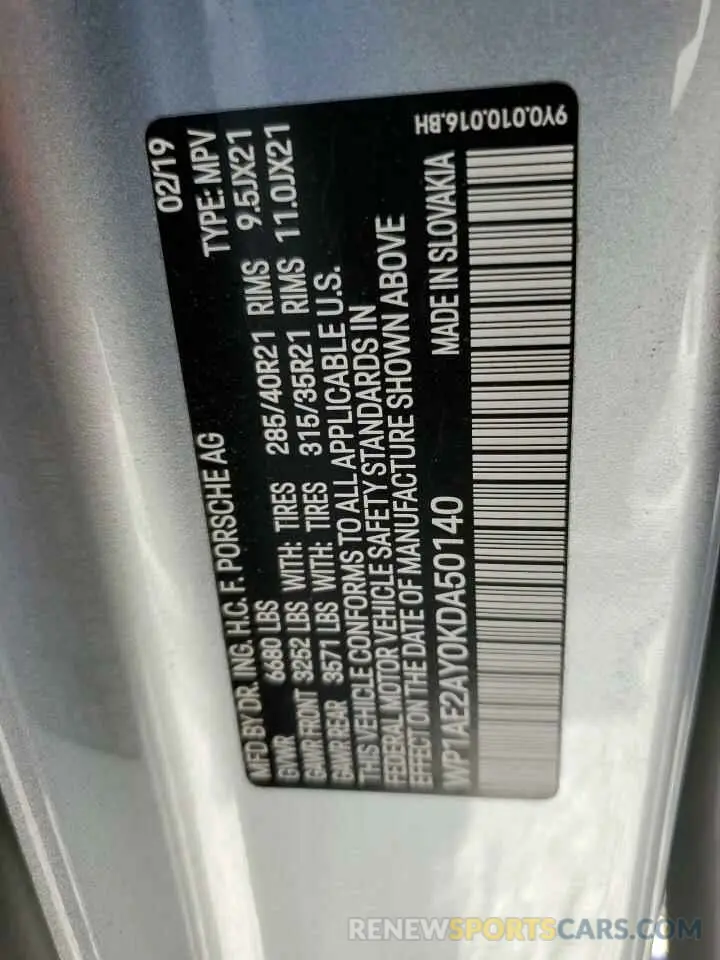 MFD BY DR. ING. H.C. F. PORSCHE AG 02/19
GVWR 6680 LBS TYPE: MPV
GAWR FRONT 3252 LBS WITH: TIRES 285/40R21 RIMS 9.5JX21
GAWR REAR 3571 LBS WITH: TIRES 315/35R21 RIMS 11.0JX21
THIS VEHICLE CONFORMS TO ALL APPLICABLE U.S.
FEDERAL MOTOR VEHICLE SAFETY STANDARDS IN
EFFECT ON THE DATE OF MANUFACTURE SHOWN ABOVE
WP1AE2AY0KDA50140 MADE IN SLOVAKIA
9Y0.010.016.BH
RENEWSPORTSCARS.COM